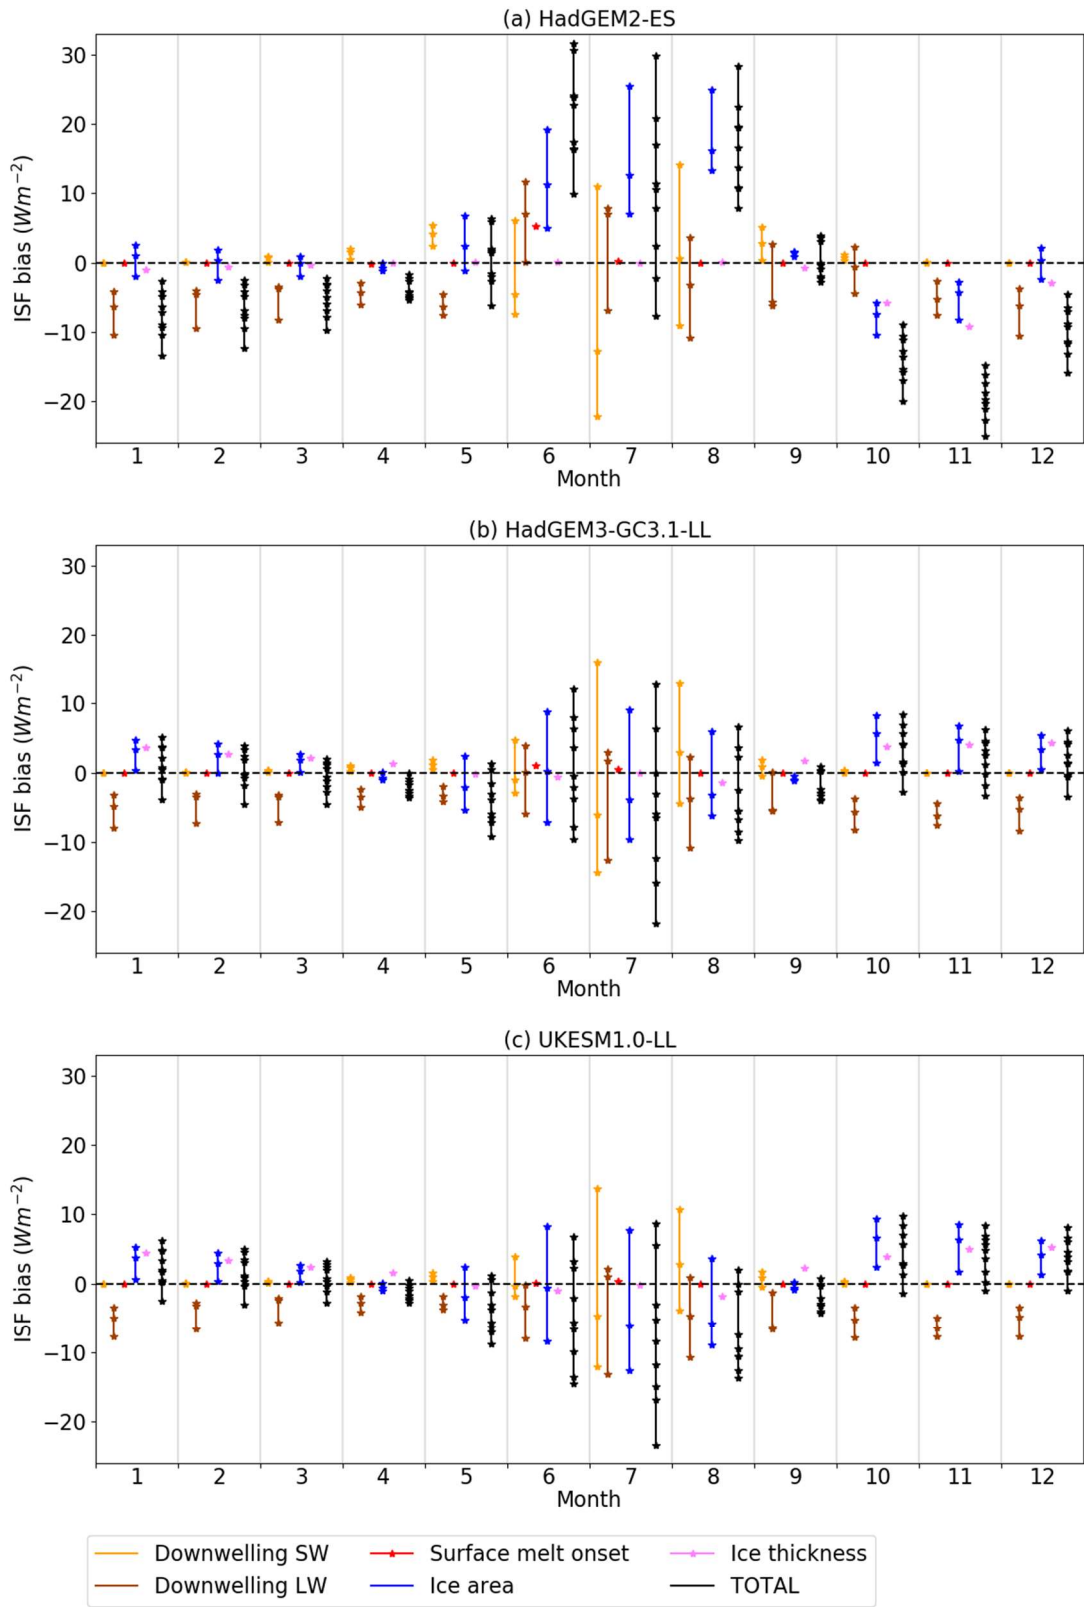 (a) HadGEM2-ES
30
20
10
0
−10
−20
ISF bias (Wm⁻²)
1 2 3 4 5 6 7 8 9 10 11 12
Month
(b) HadGEM3-GC3.1-LL
30
20
10
0
−10
−20
ISF bias (Wm⁻²)
1 2 3 4 5 6 7 8 9 10 11 12
Month
(c) UKESM1.0-LL
30
20
10
0
−10
−20
ISF bias (Wm⁻²)
1 2 3 4 5 6 7 8 9 10 11 12
Month
Downwelling SW Surface melt onset Ice thickness
Downwelling LW Ice area TOTAL